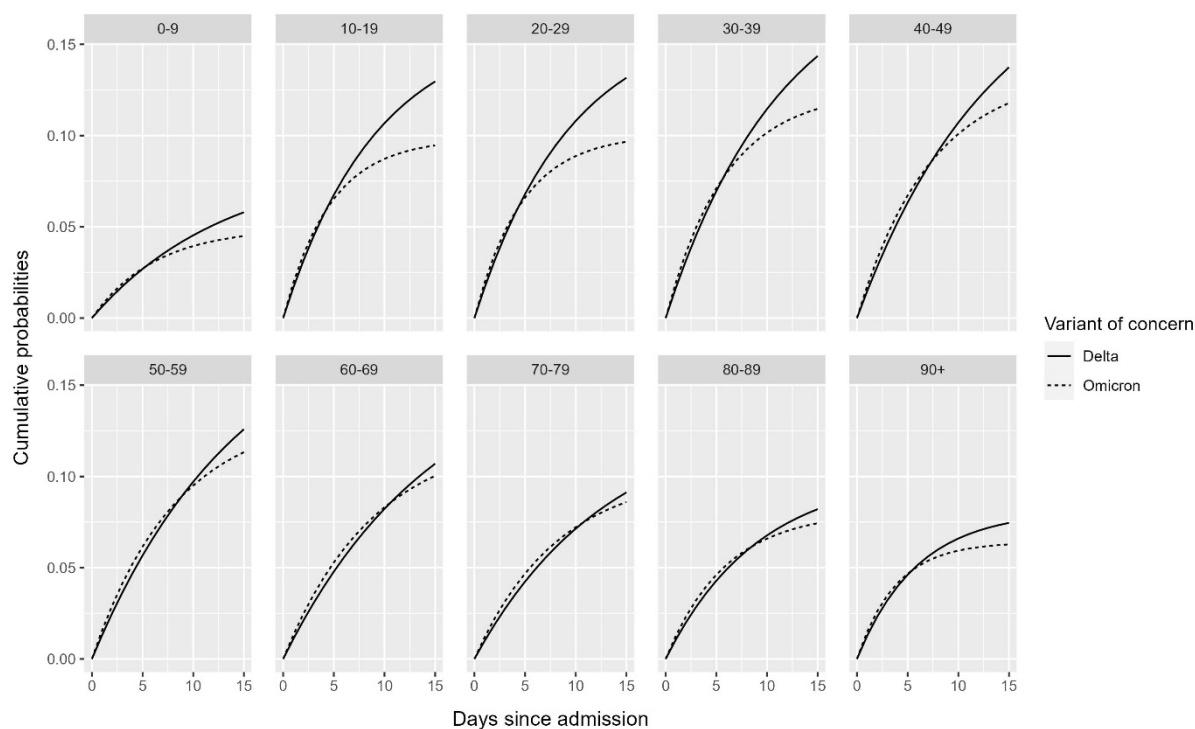 0-9
10-19
20-29
30-39
40-49
0.15
0.10
0.05
0.00
Cumulative probabilities
Variant of concern
Delta
Omicron
50-59
60-69
70-79
80-89
90+
0.15
0.10
0.05
0.00
0 5 10 15
0 5 10 15
0 5 10 15
0 5 10 15
0 5 10 15
Days since admission